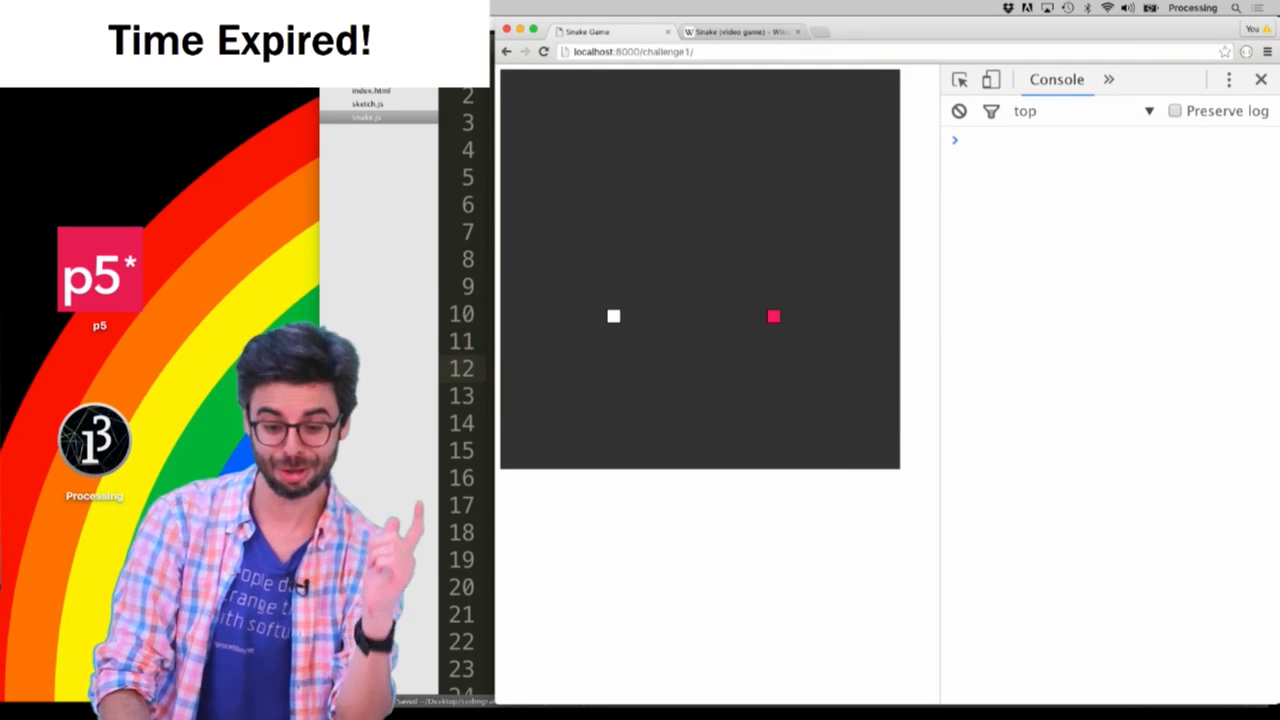 Time Expired!
Processing
Snake Game
Snake (video game) - Wiki
You
localhost:8000/challenge1/
index.html
sketch.js
snake.js
Console
top
Preserve log
2
3
4
5
6
7
8
9
10
11
12
13
14
15
16
17
18
19
20
21
22
23
24
p5*
p5
Processing